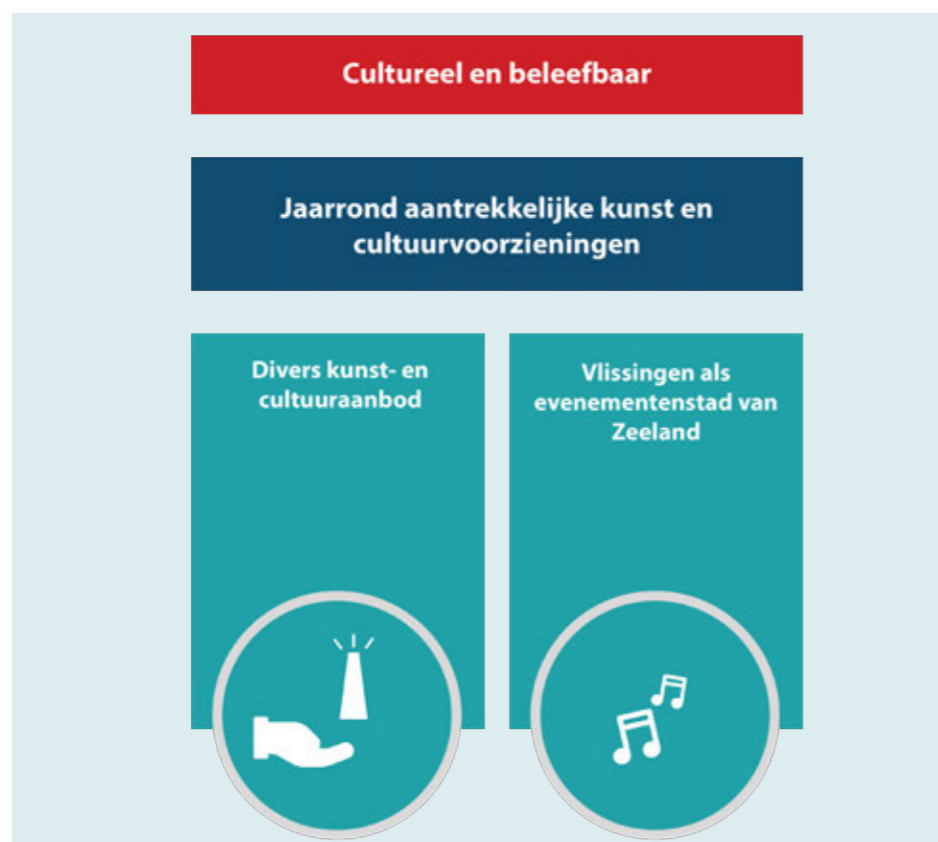 Cultureel en beleefbaar
Jaarrond aantrekkelijke kunst en
cultuurvoorzieningen
Divers kunst- en
cultuuraanbod
Vlissingen als
evenementenstad van
Zeeland